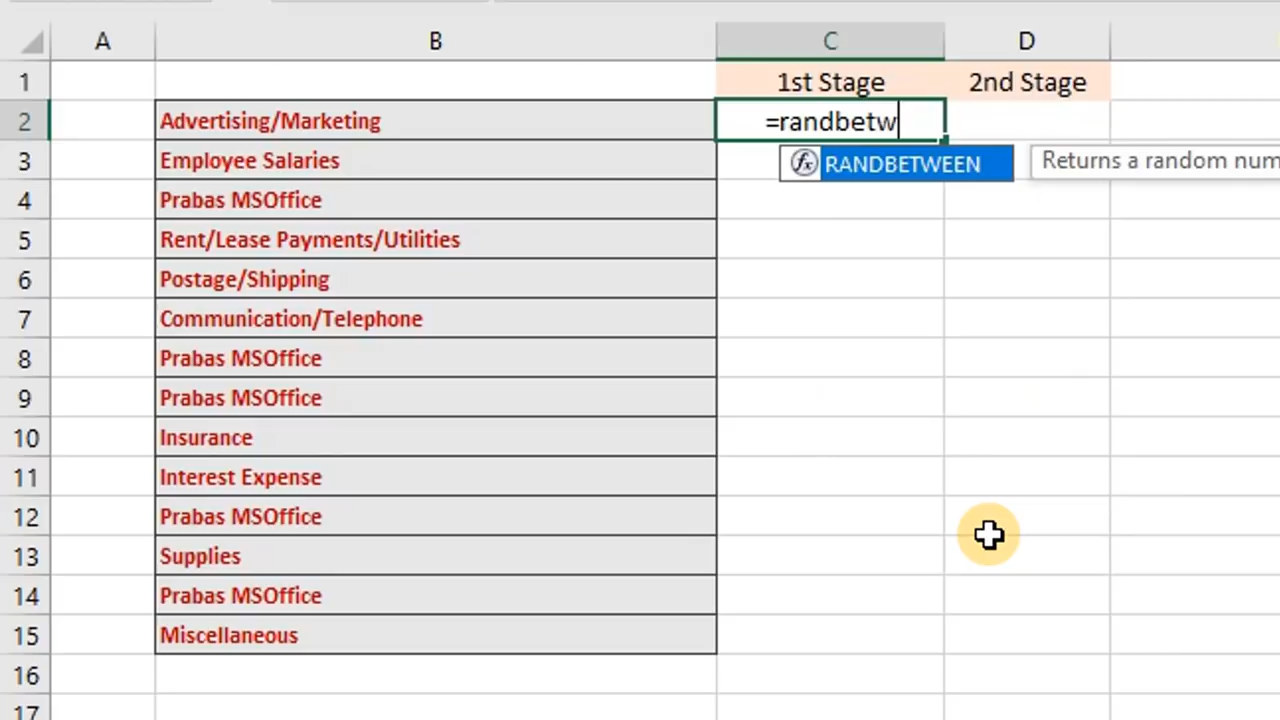 A B C D
1 1st Stage 2nd Stage
2 Advertising/Marketing =randbetw
3 Employee Salaries RANDBETWEEN Returns a random num
4 Prabas MSOffice
5 Rent/Lease Payments/Utilities
6 Postage/Shipping
7 Communication/Telephone
8 Prabas MSOffice
9 Prabas MSOffice
10 Insurance
11 Interest Expense
12 Prabas MSOffice
13 Supplies
14 Prabas MSOffice
15 Miscellaneous
16
17